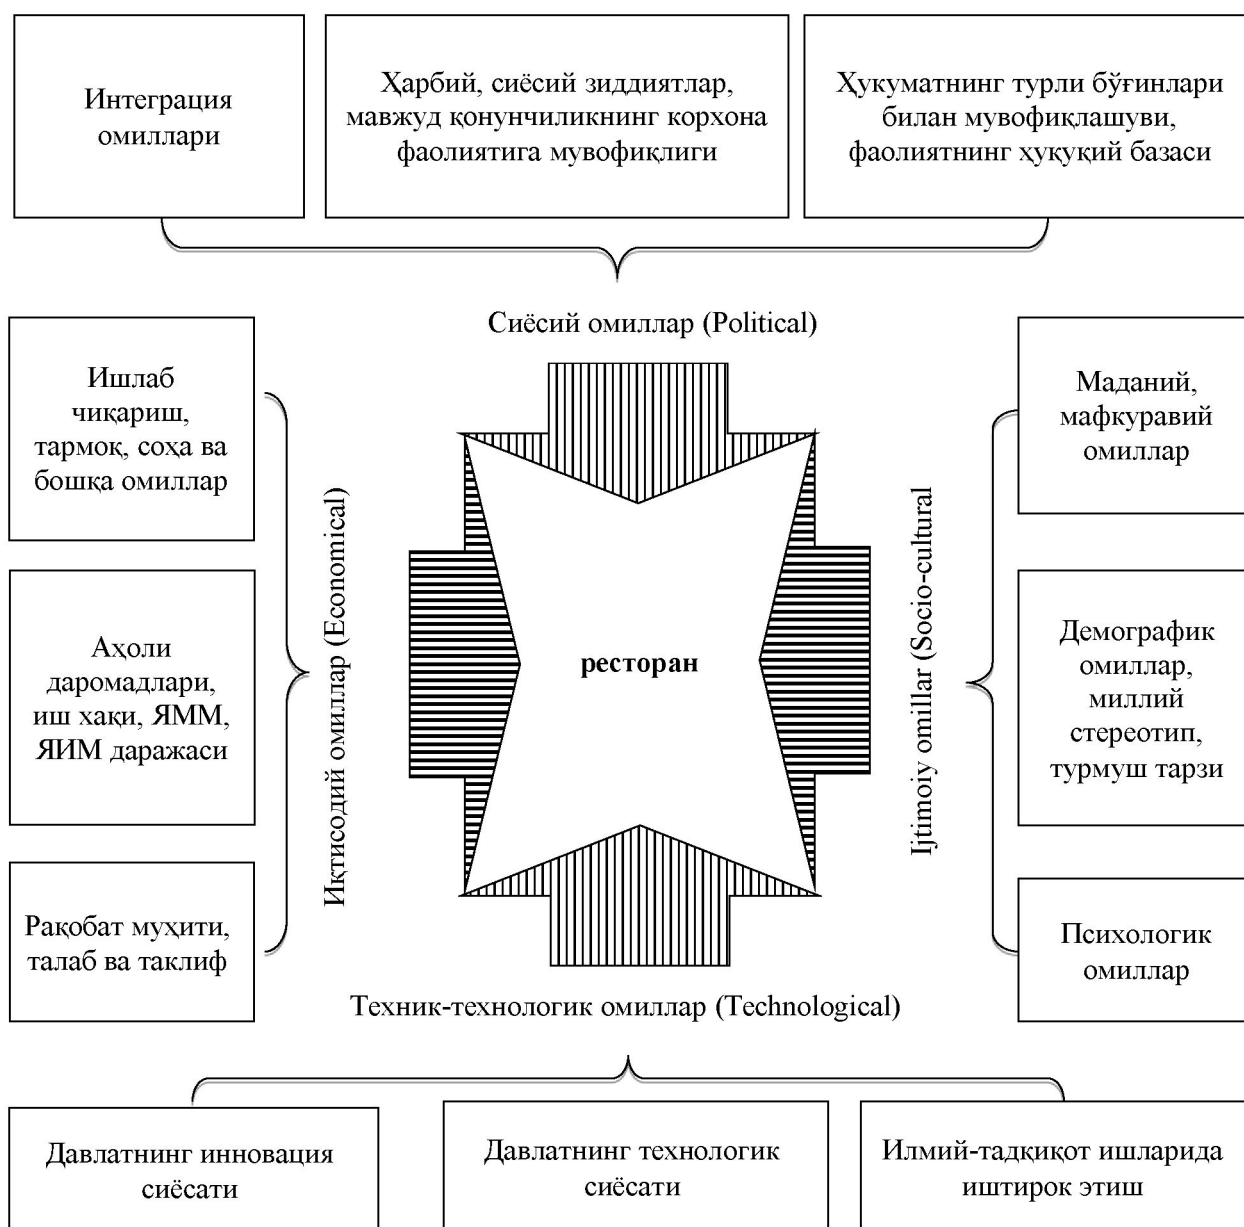 Интеграция
омиллари
Ҳарбий, сиёсий зиддиятлар,
мавжуд қонунчиликнинг корхона
фаолиятига мувофиқлиги
Ҳукуматнинг турли бўғинлари
билан мувофиқлашуви,
фаолиятнинг ҳуқуқий базаси
Сиёсий омиллар (Political)
Ишлаб
чиқариш,
тармоқ, соҳа ва
бошқа омиллар
Аҳоли
даромадлари,
иш хақи, ЯММ,
ЯИМ даражаси
Рақобат муҳити,
талаб ва таклиф
Иқтисодий омиллар (Economical)
ресторан
Ijtimoiy omillar (Socio-cultural
Маданий,
мафкуравий
омиллар
Демографик
омиллар,
миллий
стереотип,
турмуш тарзи
Психологик
омиллар
Техник-технологик омиллар (Technological)
Давлатнинг инновация
сиёсати
Давлатнинг технологик
сиёсати
Илмий-тадқиқот ишларида
иштирок этиш